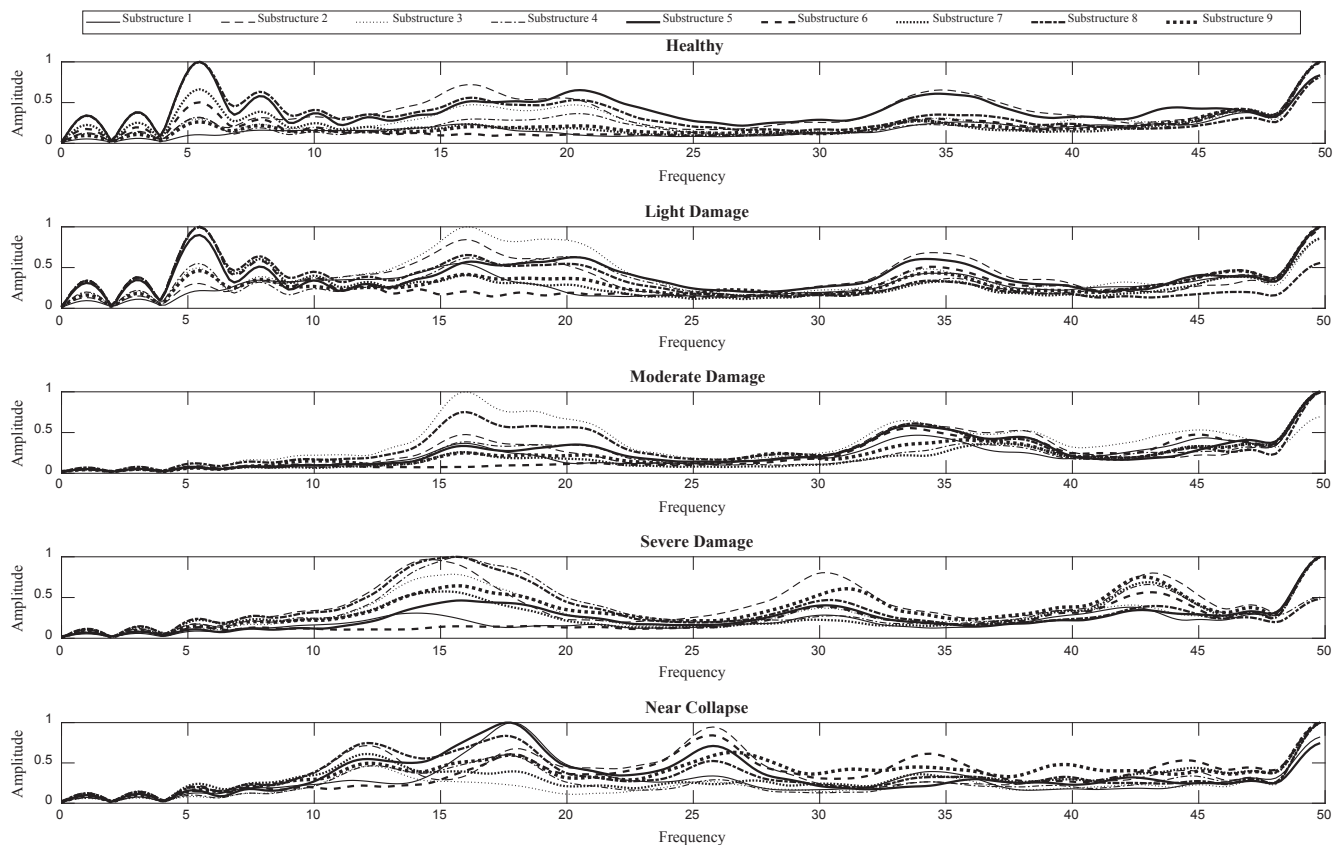 Substructure 1 Substructure 2 Substructure 3 Substructure 4 Substructure 5 Substructure 6 Substructure 7 Substructure 8 Substructure 9
Healthy
Amplitude
1
0.5
0
0 5 10 15 20 25 30 35 40 45 50
Frequency
Light Damage
Amplitude
1
0.5
0
0 5 10 15 20 25 30 35 40 45 50
Frequency
Moderate Damage
Amplitude
1
0.5
0
0 5 10 15 20 25 30 35 40 45 50
Frequency
Severe Damage
Amplitude
1
0.5
0
0 5 10 15 20 25 30 35 40 45 50
Frequency
Near Collapse
Amplitude
1
0.5
0
0 5 10 15 20 25 30 35 40 45 50
Frequency